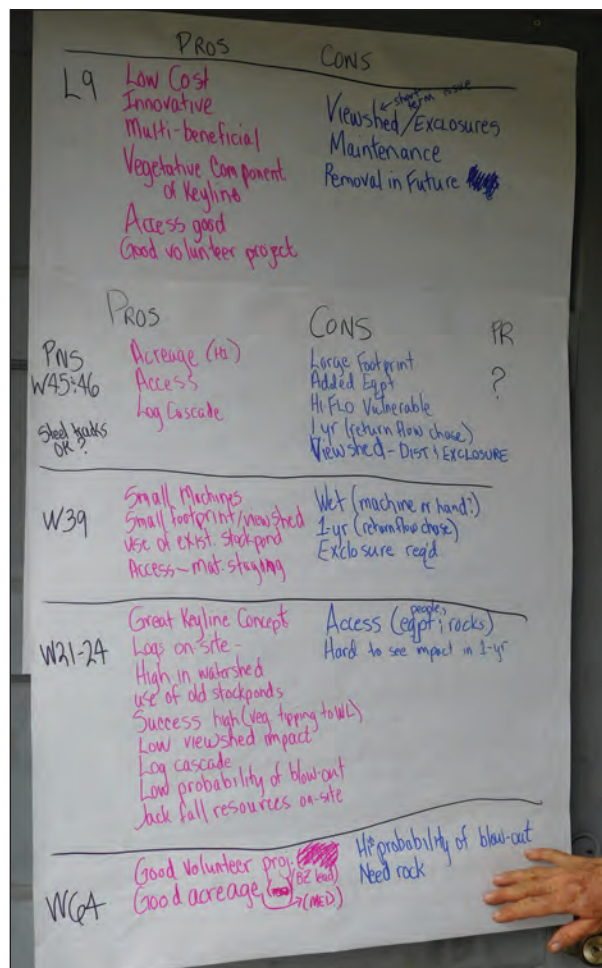 PROS CONS
L9
Low Cost
Innovative
Multi-beneficial
Vegetative Component
of Keyline
Access good
Good volunteer project
short term issue
Viewshed/EXCLOSURES
Maintenance
Removal in Future
PROS CONS PR
PNS
W45:46
Steel tracks
OK?
Acreage (HI)
Access
Log Cascade
Large Footprint
Added Eqpt
Hi FLO Vulnerable
1 yr (return flow chase)
Viewshed - DIST & EXCLOSURE
?
W39
Small Machines
Small footprint/viewshed
use of exist. stockpond
Access - mat. staging
Wet (machine or hand?)
1-yr (return flow chase)
Exclosure req'd
W21-24
Great Keyline Concept
Logs on-site -
High in watershed
use of old stockponds
Success high (veg tipping to WL)
Low viewshed impact
Log cascade
Low probability of blow-out
Jack fall resources on-site
people,
Access (eqpt; rocks)
Hard to see impact in 1-yr
W64
Good volunteer proj.
(BZ lead)
Good acreage
→(MED)
Hi probability of blow-out
Need rock